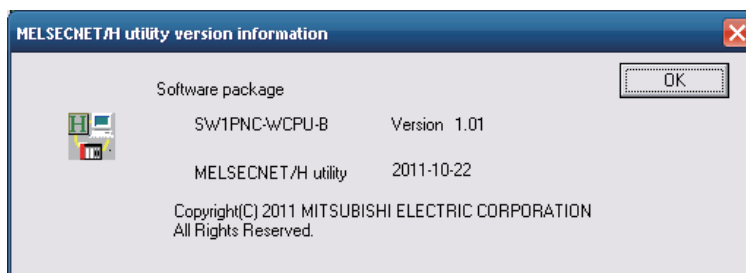 MELSECNET/H utility version information
OK
Software package
SW1PNC-WCPU-B Version 1.01
MELSECNET/H utility 2011-10-22
Copyright(C) 2011 MITSUBISHI ELECTRIC CORPORATION
All Rights Reserved.
H